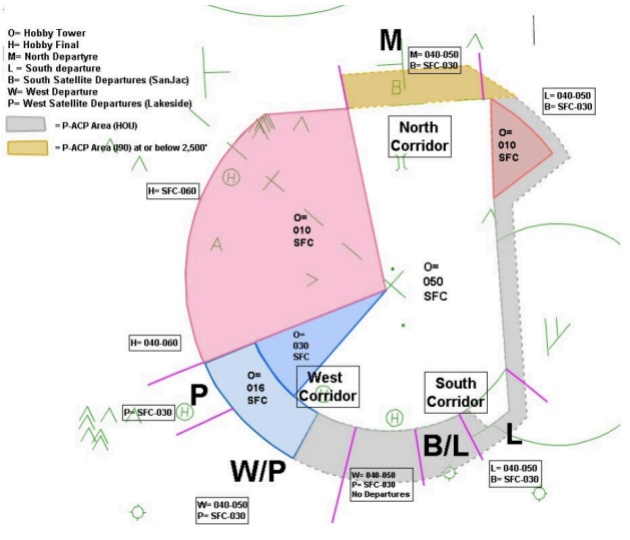 O= Hobby Tower
H= Hobby Final
M= North Departyre
L = South departure
B= South Satellite Departures (SanJac)
W= West Departure
P= West Satellite Departures (Lakeside)
= P-ACP Area (HOU)
= P-ACP Area (I90) at or below 2,500'
M
M= 040-050
B= SFC-030
B
L= 040-050
B= SFC-030
North
Corridor
O=
010
SFC
H
H= SFC-060
O=
010
SFC
A
O=
050
SFC
H= 040-060
O=
030
SFC
O=
016
SFC
West
Corridor
H
South
Corridor
P
P= SFC-030
H
H
B/L
L
W/P
W= 040-050
P= SFC-030
No Departures
L= 040-050
B= SFC-030
W= 040-050
P= SFC-030